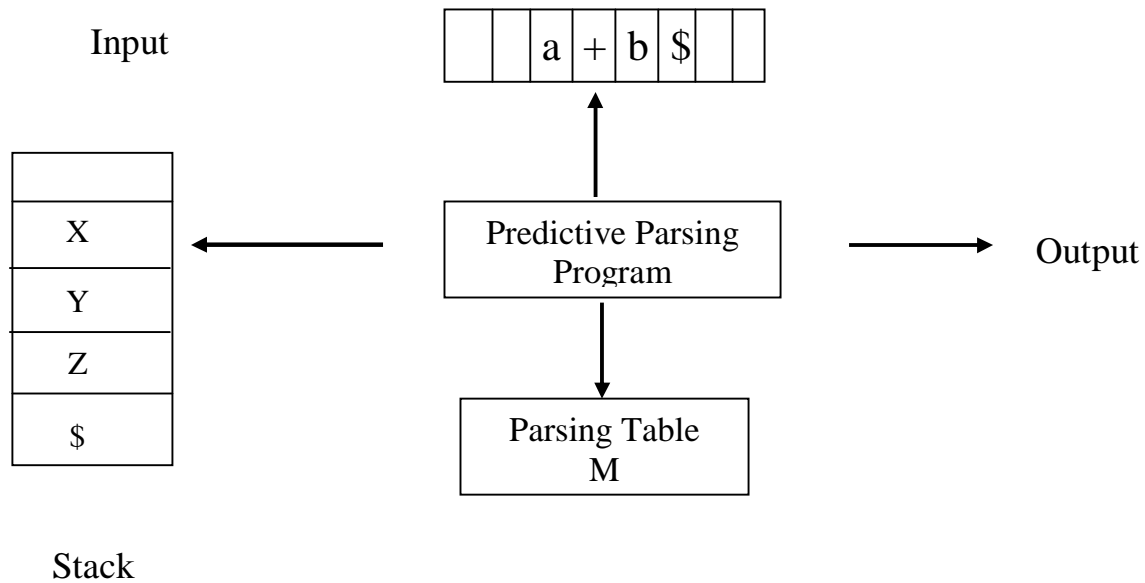 Input
a + b $
X
Y
Z
$
Stack
Predictive Parsing
Program
Output
Parsing Table
M